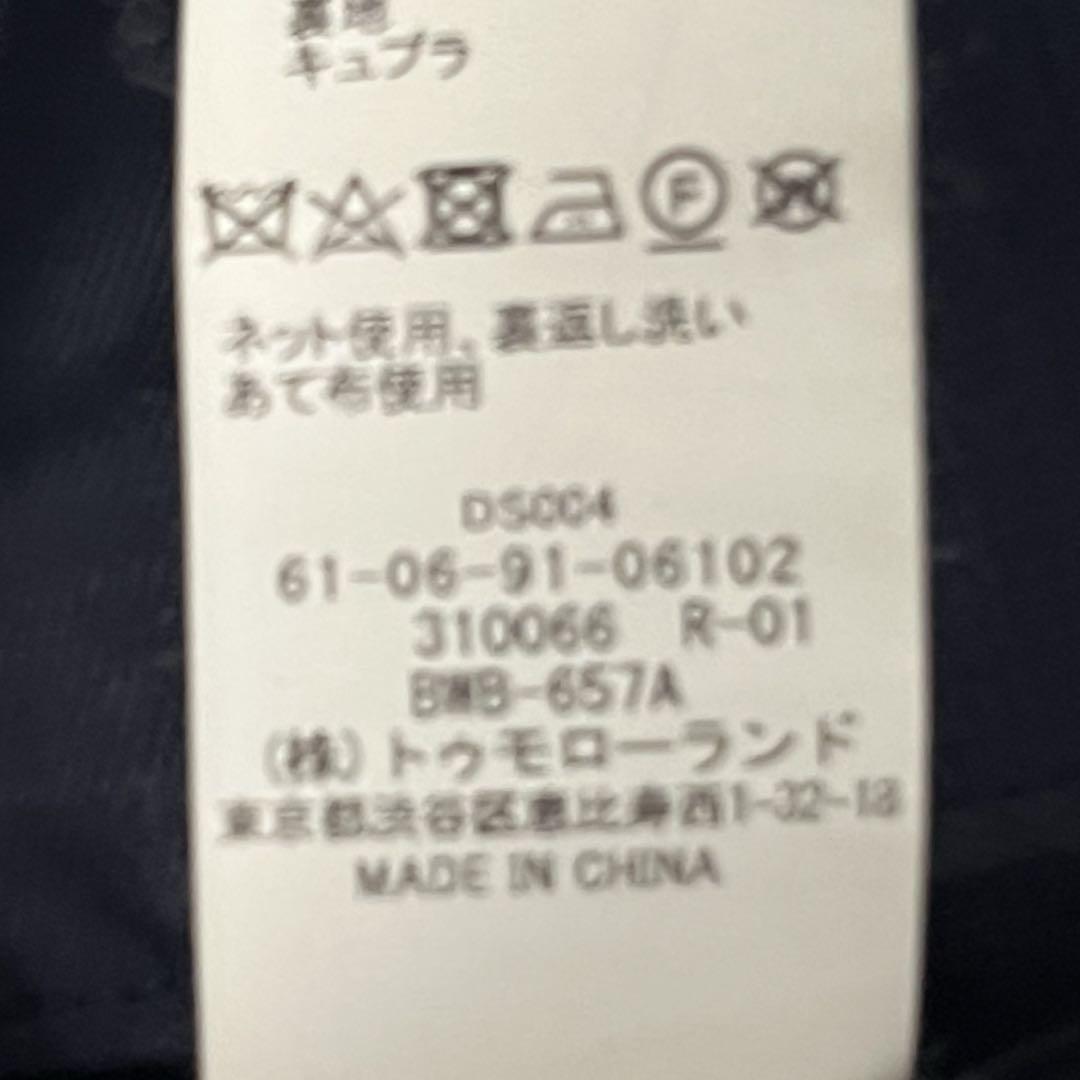 裏地
キュプラ
F
ネット使用、裏返し洗い
あて布使用
DS004
61-06-91-06102
310066 R-01
BWB-657A
(株)トゥモローランド
東京都渋谷区恵比寿西1-32-18
MADE IN CHINA